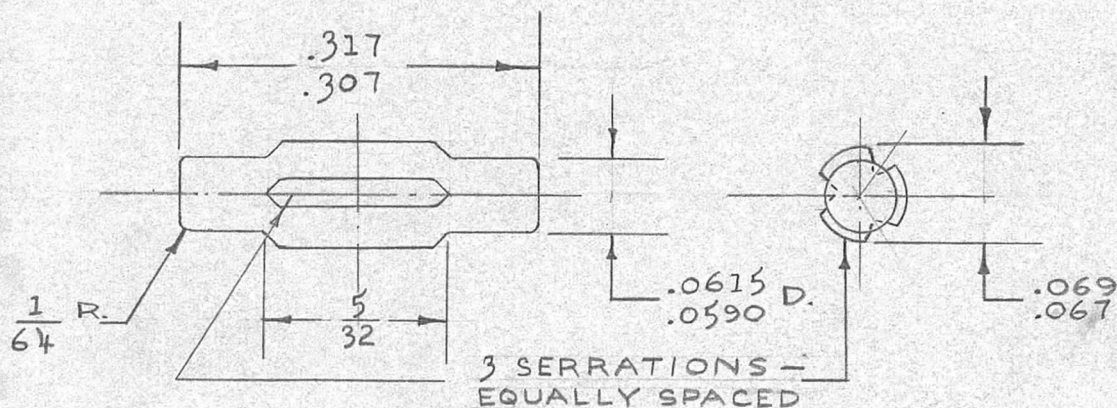 .317
.307
1
64 R.
5
32
.0615 D.
.0590
.069
.067
3 SERRATIONS –
EQUALLY SPACED